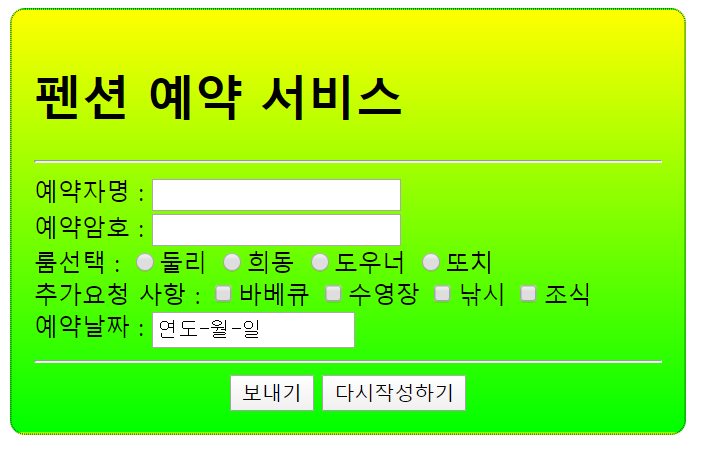 펜션 예약 서비스
예약자명 :
예약암호 :
룸선택 : 둘리 희동 도우너 또치
추가요청 사항 : 바베큐 수영장 낚시 조식
예약날짜 : 연도-월-일
보내기 다시작성하기